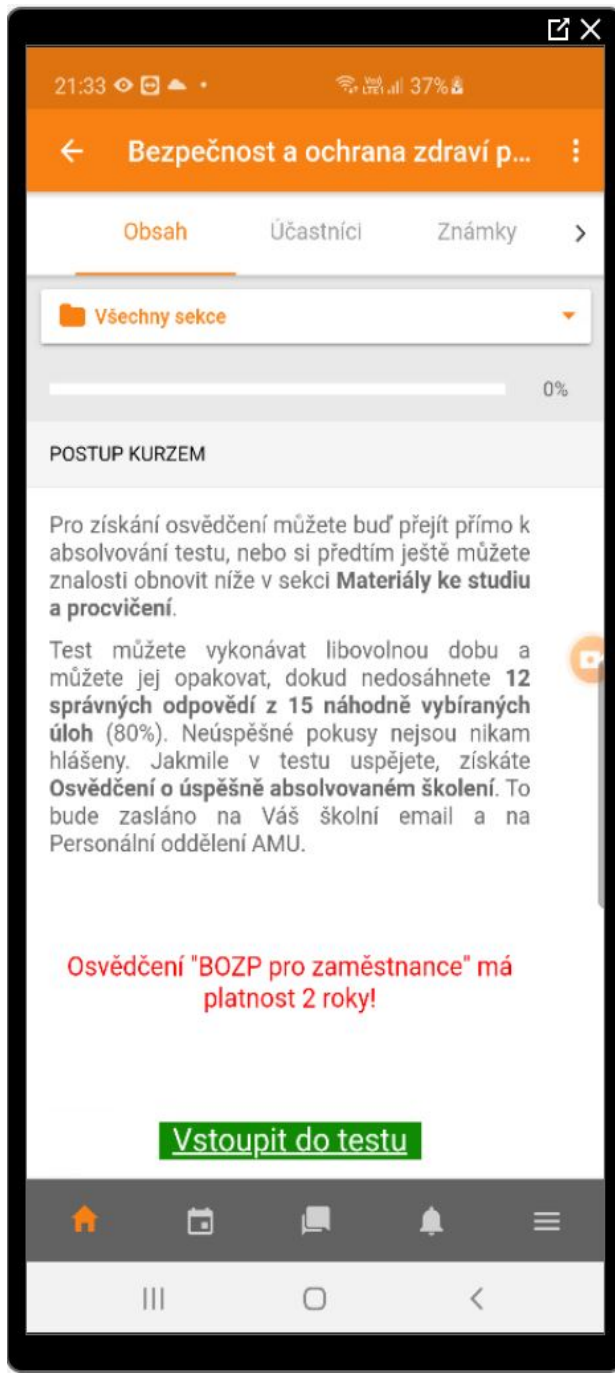 21:33
37%
Bezpečnost a ochrana zdraví p...
Obsah Účastníci Známky
Všechny sekce
0%
POSTUP KURZEM
Pro získání osvědčení můžete buď přejít přímo k
absolvování testu, nebo si předtím ještě můžete
znalosti obnovit níže v sekci Materiály ke studiu
a procvičení.
Test můžete vykonávat libovolnou dobu a
můžete jej opakovat, dokud nedosáhnete 12
správných odpovědí z 15 náhodně vybíraných
úloh (80%). Neúspěšné pokusy nejsou nikam
hlášeny. Jakmile v testu uspějete, získáte
Osvědčení o úspěšně absolvovaném školení. To
bude zasláno na Váš školní email a na
Personální oddělení AMU.
Osvědčení "BOZP pro zaměstnance" má
platnost 2 roky!
Vstoupit do testu